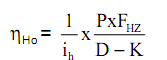 η_Ho = 1/i_h x PxF_HZ/D − K